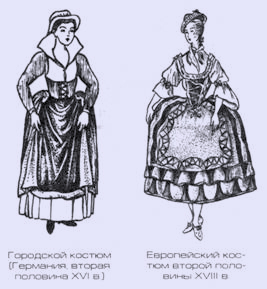 Городской костюм
(Германия, вторая
половина XVI в.)
Европейский кос-
тюм второй поло-
вины XVIII в